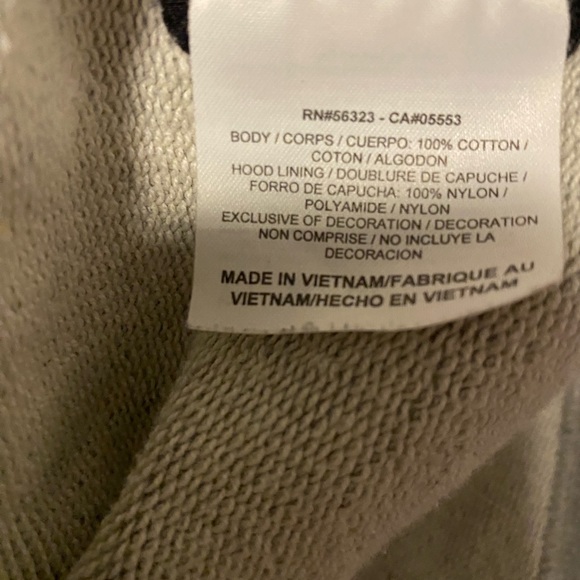 RN#56323 - CA#05553
BODY / CORPS / CUERPO: 100% COTTON /
COTON / ALGODON
HOOD LINING / DOUBLURE DE CAPUCHE /
FORRO DE CAPUCHA: 100% NYLON /
POLYAMIDE / NYLON
EXCLUSIVE OF DECORATION / DECORATION
NON COMPRISE / NO INCLUYE LA
DECORACION
MADE IN VIETNAM/FABRIQUE AU
VIETNAM/HECHO EN VIETNAM